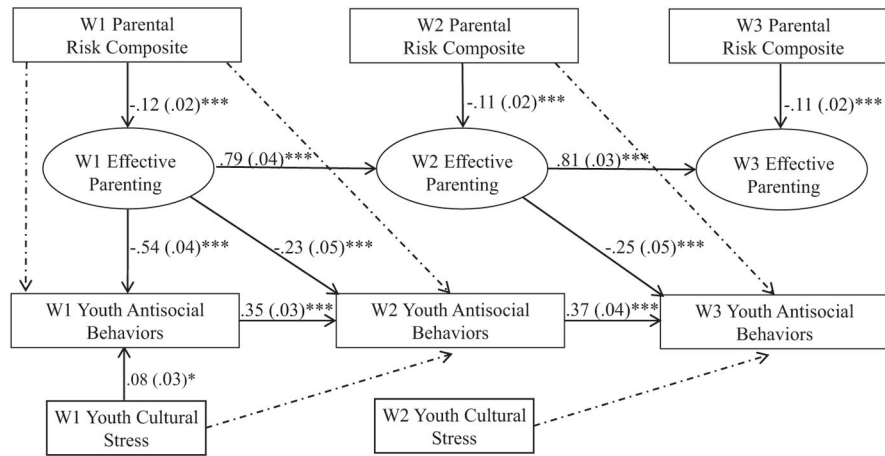 W1 Parental
Risk Composite
W2 Parental
Risk Composite
W3 Parental
Risk Composite
-.12 (.02)***
-.11 (.02)***
-.11 (.02)***
W1 Effective
Parenting
.79 (.04)***
W2 Effective
Parenting
.81 (.03)***
W3 Effective
Parenting
-.54 (.04)***
-.23 (.05)***
-.25 (.05)***
W1 Youth Antisocial
Behaviors
.35 (.03)***
W2 Youth Antisocial
Behaviors
.37 (.04)***
W3 Youth Antisocial
Behaviors
.08 (.03)*
W1 Youth Cultural
Stress
W2 Youth Cultural
Stress